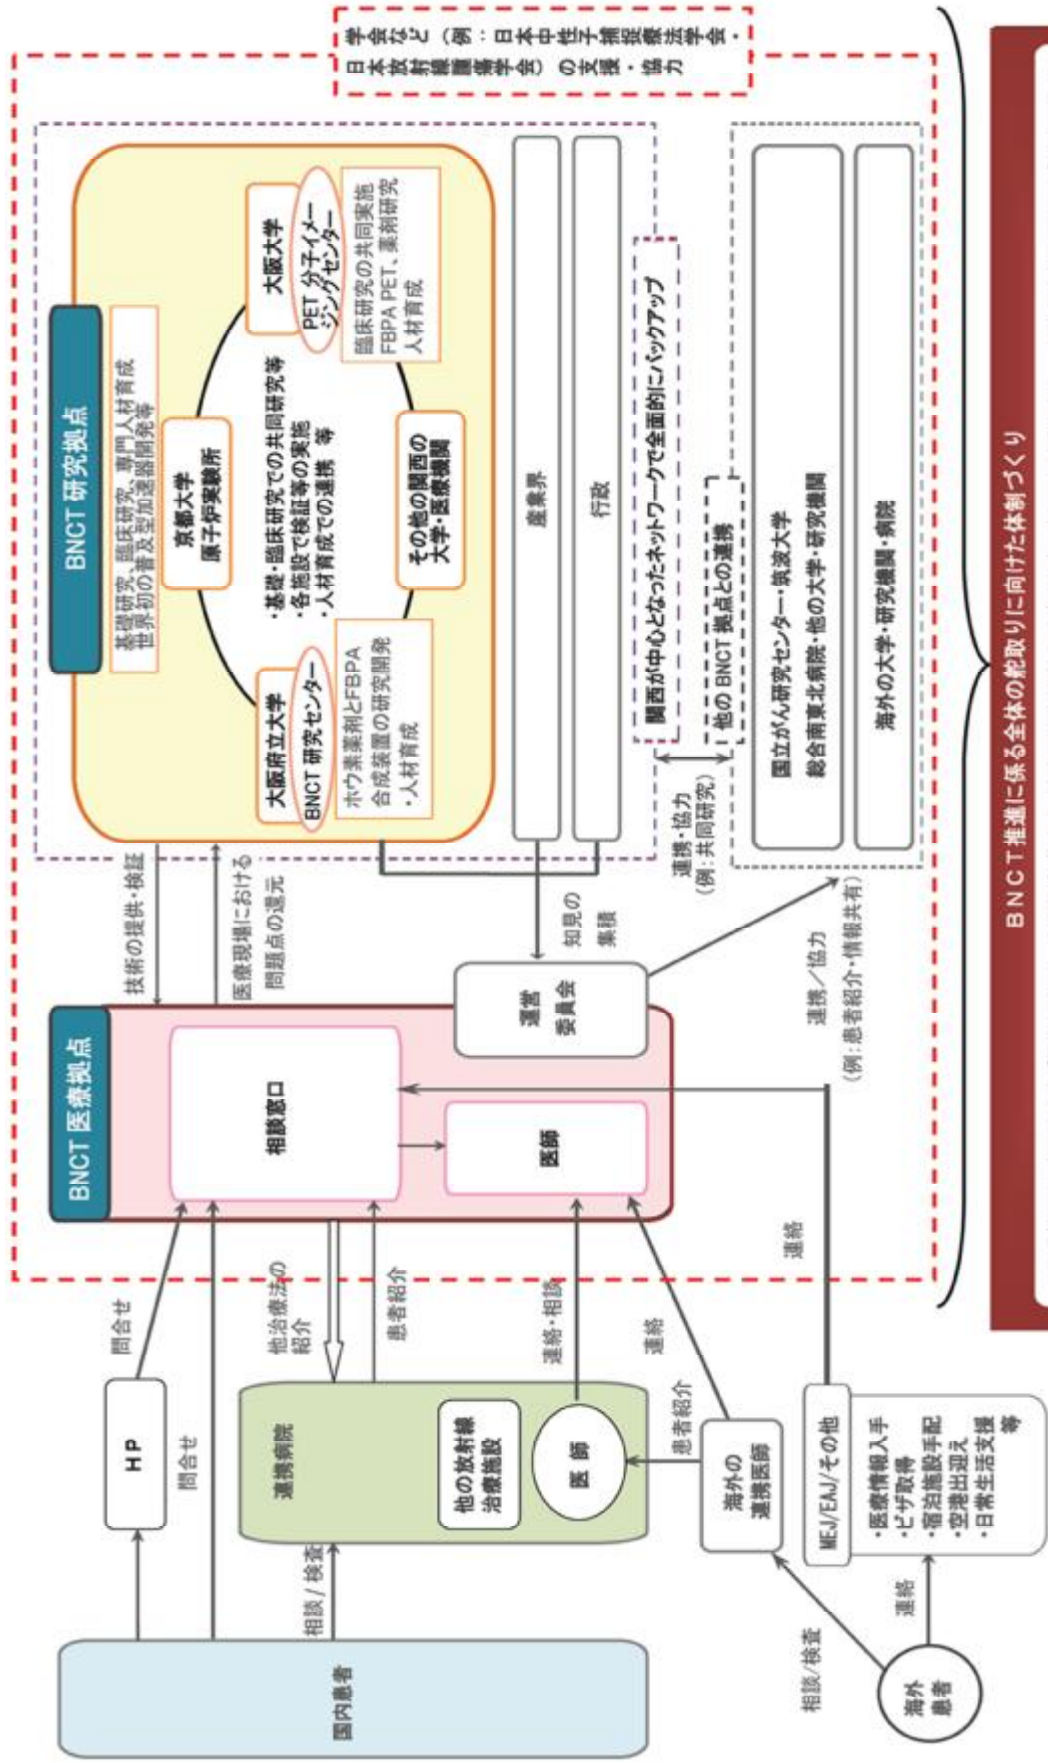 国内患者
海外
患者
問合せ
問合せ
相談/検査
相談/検査
連絡
HP
連携病院
他の放射線
治療施設
医師
海外の
連携医師
MEJ/EAJ/その他
・医療情報入手
・ビザ取得
・宿泊施設手配
・空港出迎え
・日常生活支援
等
他治療法の
紹介
患者紹介
連絡・相談
患者紹介
連絡
連絡
BNCT 医療拠点
相談窓口
医師
運営
委員会
技術の提供・検証
医療現場における
問題点の還元
知見の
集積
連携・協力
(例:共同研究)
連携/協力
(例:患者紹介・情報共有)
BNCT 研究拠点
基礎研究、臨床研究、専門人材育成
世界初の普及型加速器開発等
京都大学
原子炉実験所
大阪府立大学
BNCT 研究センター
ホウ素薬剤とFBPA
合成装置の研究開発
・人材育成
・基礎・臨床研究での共同研究等
・各施設で検証等の実施
・人材育成での連携 等
大阪大学
PET 分子イメー
ジングセンター
臨床研究の共同実施
FBPA PET、薬剤研究
人材育成
その他の関西の
大学・医療機関
産業界
行政
関西が中心となったネットワークで全面的にバックアップ
他の BNCT 拠点との連携
国立がん研究センター・筑波大学
総合南東北病院・他の大学・研究機関
海外の大学・研究機関・病院
学会など(例:日本中性子捕捉療法学会・
日本放射線腫瘍学会)の支援・協力
BNCT推進に係る全体の舵取りに向けた体制づくり